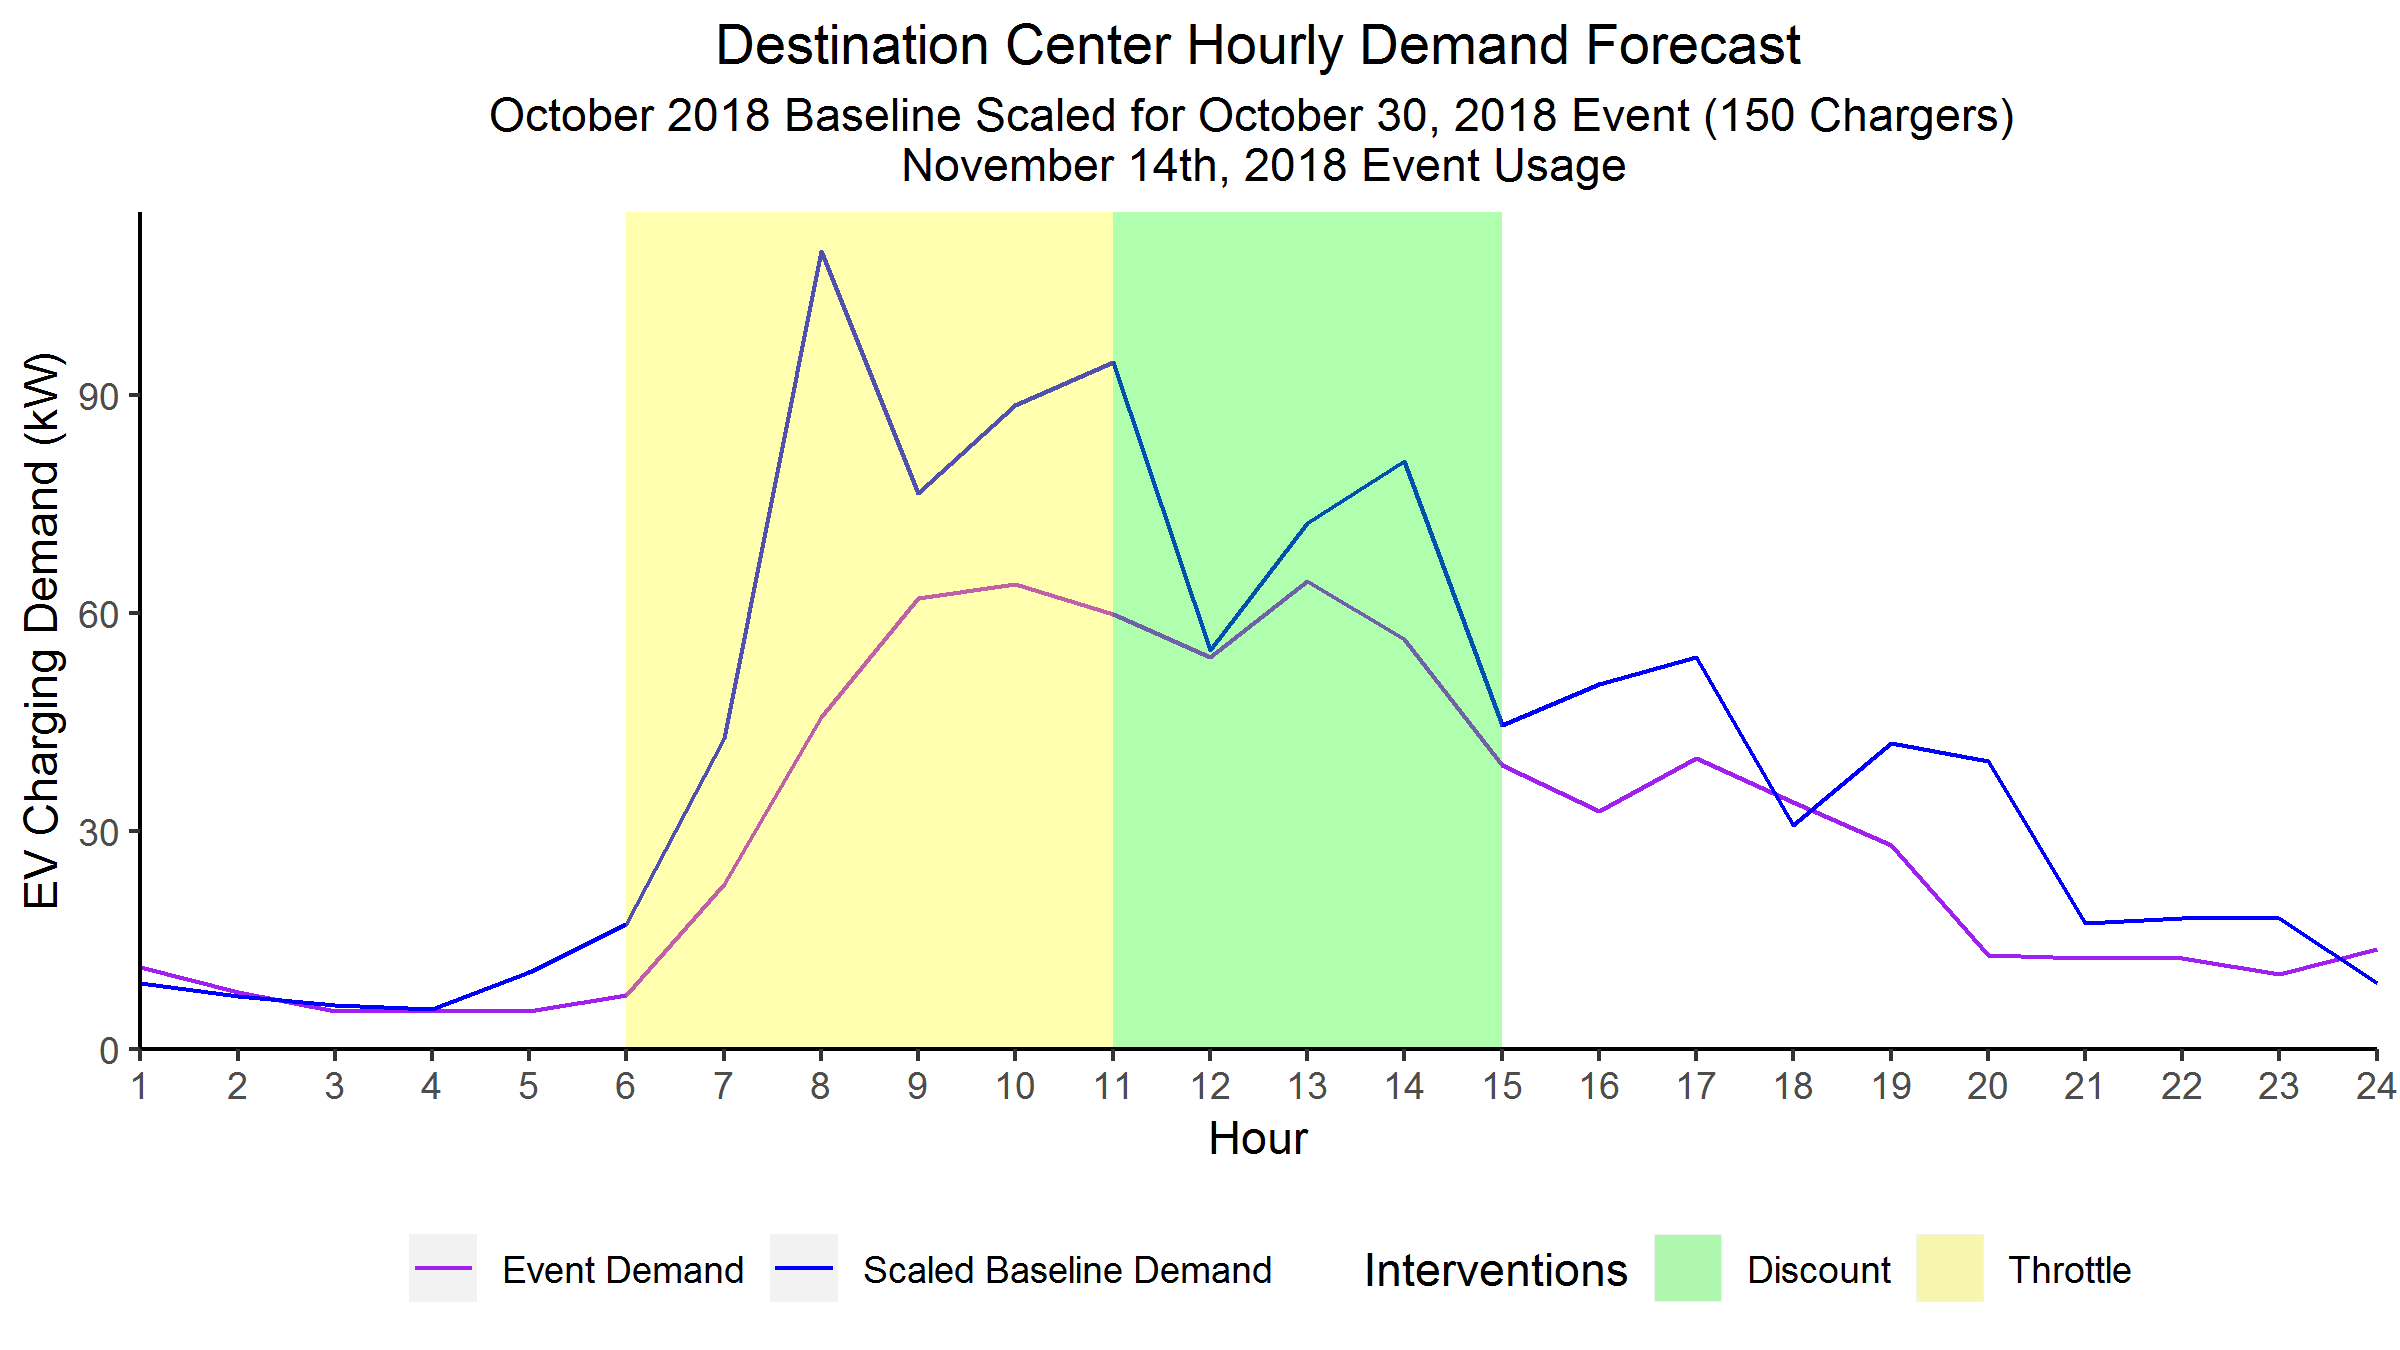 Destination Center Hourly Demand Forecast
October 2018 Baseline Scaled for October 30, 2018 Event (150 Chargers)
November 14th, 2018 Event Usage
EV Charging Demand (kW)
90
60
30
0
1 2 3 4 5 6 7 8 9 10 11 12 13 14 15 16 17 18 19 20 21 22 23 24
Hour
Event Demand Scaled Baseline Demand Interventions Discount Throttle